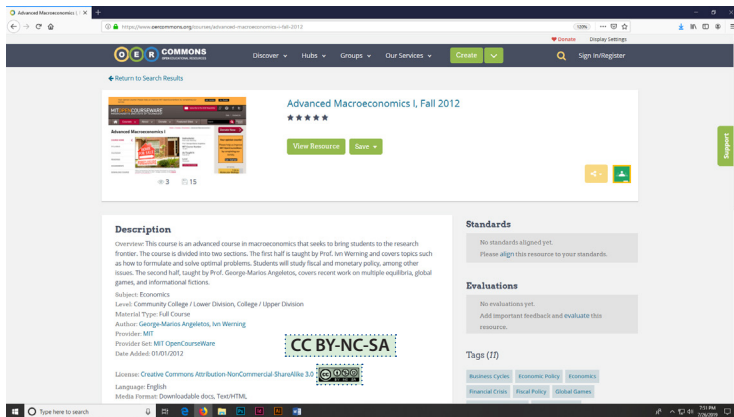 Advanced Macroeconomics I, F
https://www.oercommons.org/courses/advanced-macroeconomics-i-fall-2012
120%
Donate Display Settings
OER COMMONS
OPEN EDUCATIONAL RESOURCES
Discover Hubs Groups Our Services Create Sign In/Register
Return to Search Results
MITOPENCOURSEWARE
Advanced Macroeconomics I
Advanced Macroeconomics I, Fall 2012
View Resource Save
3 15
Support
Description
Overview: This course is an advanced course in macroeconomics that seeks to bring students to the research
frontier. The course is divided into two sections. The first half is taught by Prof. Ivn Werning and covers topics such
as how to formulate and solve optimal problems. Students will study fiscal and monetary policy, among other
issues. The second half, taught by Prof. George-Marios Angeletos, covers recent work on multiple equilibria, global
games, and informational fictions.
Subject: Economics
Level: Community College / Lower Division, College / Upper Division
Material Type: Full Course
Author: George-Marios Angeletos, Ivn Werning
Provider: MIT
Provider Set: MIT OpenCourseWare
Date Added: 01/01/2012
CC BY-NC-SA
License: Creative Commons Attribution-NonCommercial-ShareAlike 3.0
Language: English
Media Format: Downloadable docs, Text/HTML
Standards
No standards aligned yet.
Please align this resource to your standards.
Evaluations
No evaluations yet.
Add important feedback and evaluate this
resource.
Tags (11)
Business Cycles Economic Policy Economics
Financial Crisis Fiscal Policy Global Games
Type here to search
7:51 PM
7/26/2019